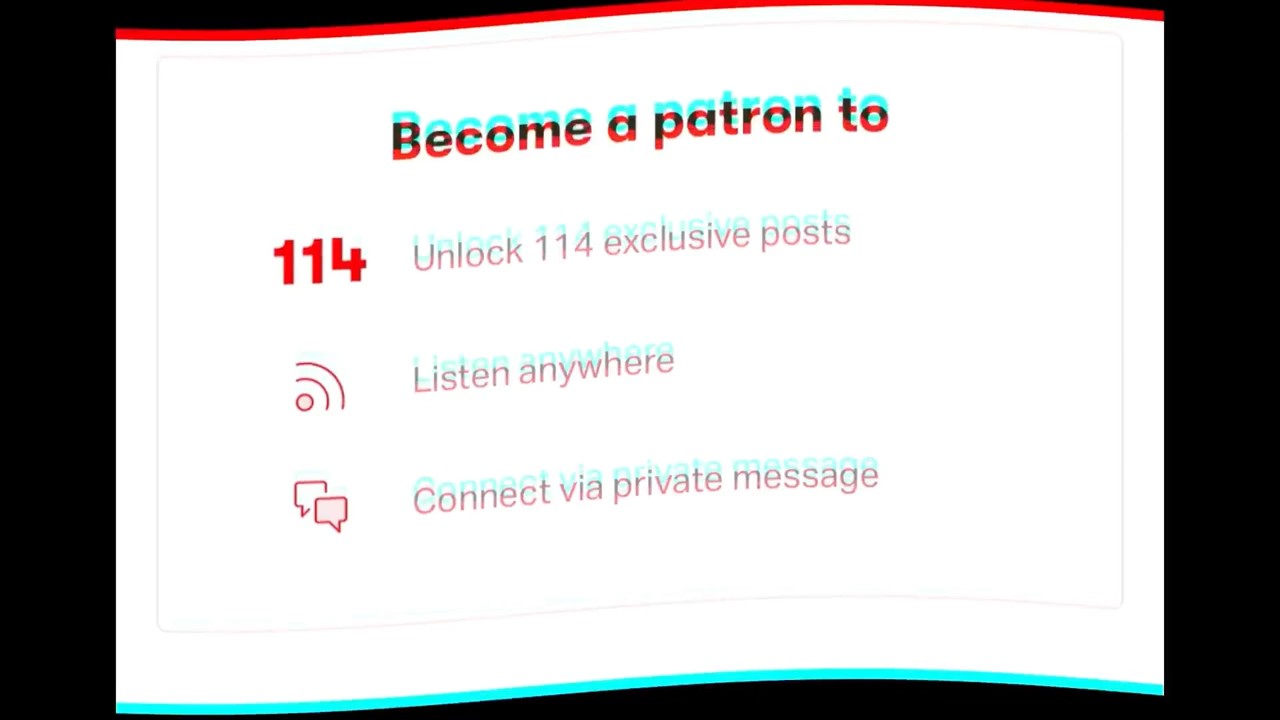 Become a patron to
114 Unlock 114 exclusive posts
Listen anywhere
Connect via private message